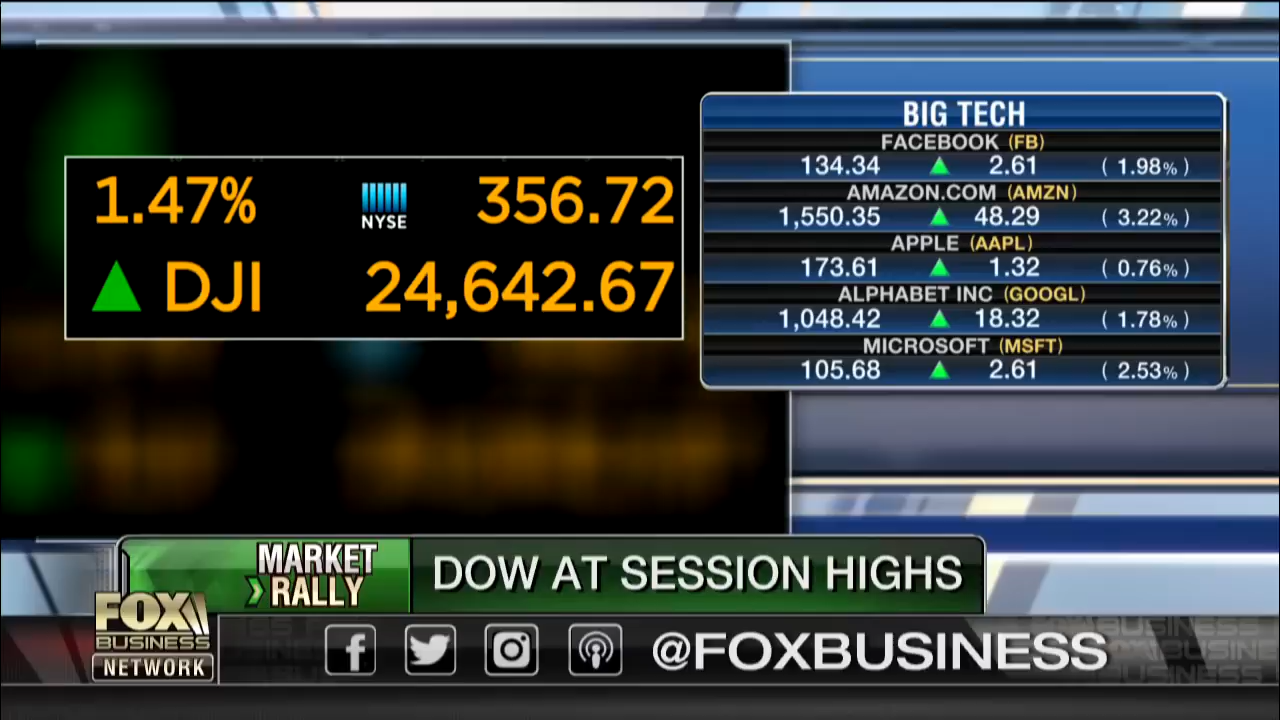 1.47% NYSE 356.72
▲ DJI 24,642.67
BIG TECH
FACEBOOK (FB)
134.34 ▲ 2.61 (1.98%)
AMAZON.COM (AMZN)
1,550.35 ▲ 48.29 (3.22%)
APPLE (AAPL)
173.61 ▲ 1.32 (0.76%)
ALPHABET INC (GOOGL)
1,048.42 ▲ 18.32 (1.78%)
MICROSOFT (MSFT)
105.68 ▲ 2.61 (2.53%)
MARKET
RALLY
DOW AT SESSION HIGHS
FOX
BUSINESS
NETWORK
@FOXBUSINESS